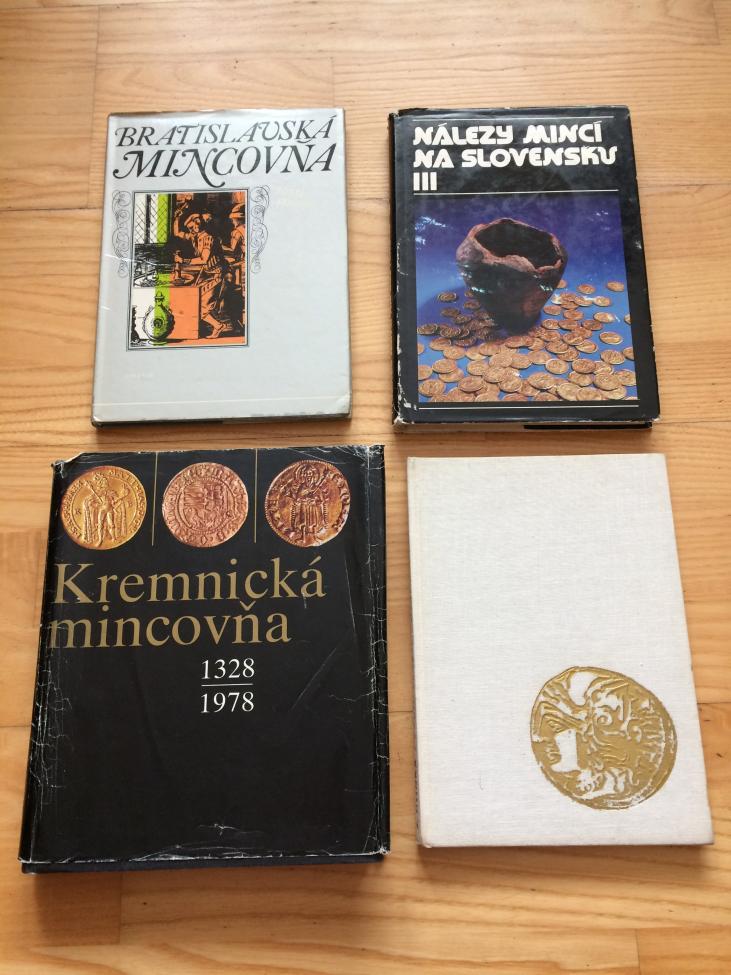 BRATISLAVSKÁ
MINCOVŇA
NÁLEZY MINCÍ
NA SLOVENSKU
III
Kremnická
mincovňa
1328
1978